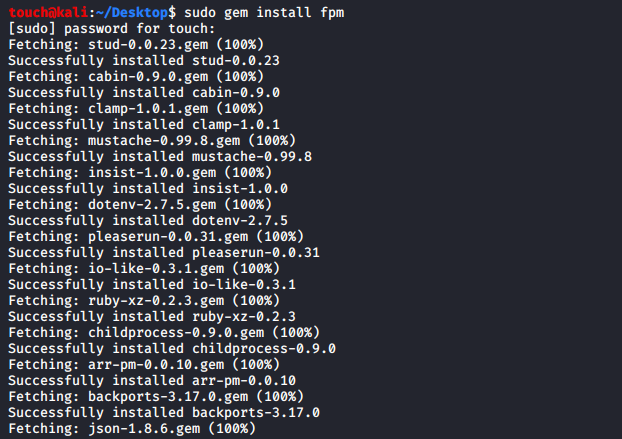 touch@kali:~/Desktop$ sudo gem install fpm
[sudo] password for touch:
Fetching: stud-0.0.23.gem (100%)
Successfully installed stud-0.0.23
Fetching: cabin-0.9.0.gem (100%)
Successfully installed cabin-0.9.0
Fetching: clamp-1.0.1.gem (100%)
Successfully installed clamp-1.0.1
Fetching: mustache-0.99.8.gem (100%)
Successfully installed mustache-0.99.8
Fetching: insist-1.0.0.gem (100%)
Successfully installed insist-1.0.0
Fetching: dotenv-2.7.5.gem (100%)
Successfully installed dotenv-2.7.5
Fetching: pleaserun-0.0.31.gem (100%)
Successfully installed pleaserun-0.0.31
Fetching: io-like-0.3.1.gem (100%)
Successfully installed io-like-0.3.1
Fetching: ruby-xz-0.2.3.gem (100%)
Successfully installed ruby-xz-0.2.3
Fetching: childprocess-0.9.0.gem (100%)
Successfully installed childprocess-0.9.0
Fetching: arr-pm-0.0.10.gem (100%)
Successfully installed arr-pm-0.0.10
Fetching: backports-3.17.0.gem (100%)
Successfully installed backports-3.17.0
Fetching: json-1.8.6.gem (100%)